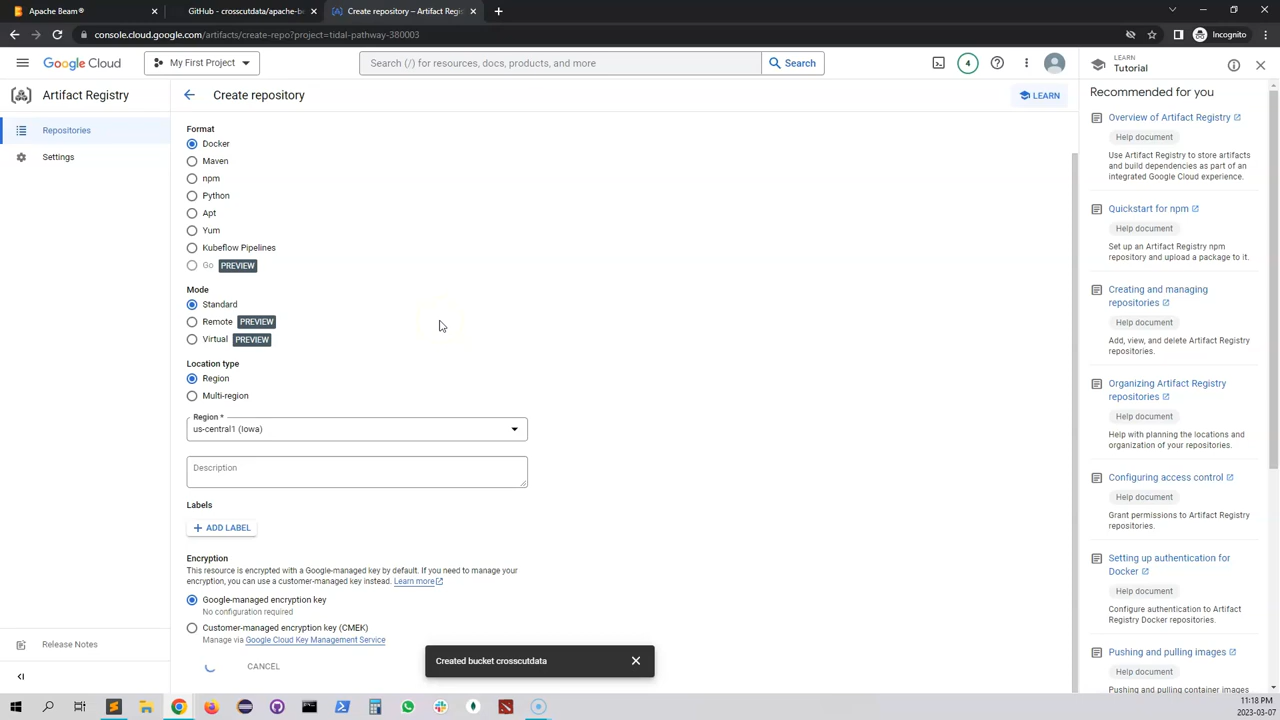 Apache Beam®
GitHub - crosscutdata/apache-be
Create repository – Artifact Regis
console.cloud.google.com/artifacts/create-repo?project=tidal-pathway-380003
Incognito
Google Cloud
My First Project
Search (/) for resources, docs, products, and more
Search
4
LEARN
Tutorial
Artifact Registry
Create repository
LEARN
Repositories
Settings
Release Notes
Format
Docker
Maven
npm
Python
Apt
Yum
Kubeflow Pipelines
Go PREVIEW
Mode
Standard
Remote PREVIEW
Virtual PREVIEW
Location type
Region
Multi-region
Region *
us-central1 (Iowa)
Description
Labels
ADD LABEL
Encryption
This resource is encrypted with a Google-managed key by default. If you need to manage your
encryption, you can use a customer-managed key instead. Learn more
Google-managed encryption key
No configuration required
Customer-managed encryption key (CMEK)
Manage via Google Cloud Key Management Service
CANCEL
Created bucket crosscutdata
Recommended for you
Overview of Artifact Registry
Help document
Use Artifact Registry to store artifacts
and build dependencies as part of an
integrated Google Cloud experience.
Quickstart for npm
Help document
Set up an Artifact Registry npm
repository and upload a package to it.
Creating and managing
repositories
Help document
Add, view, and delete Artifact Registry
repositories.
Organizing Artifact Registry
repositories
Help document
Help with planning the locations and
organization of your repositories.
Configuring access control
Help document
Grant permissions to Artifact Registry
repositories.
Setting up authentication for
Docker
Help document
Configure authentication to Artifact
Registry Docker repositories.
Pushing and pulling images
Help document
Pushing and pulling container images
11:18 PM
2023-03-07